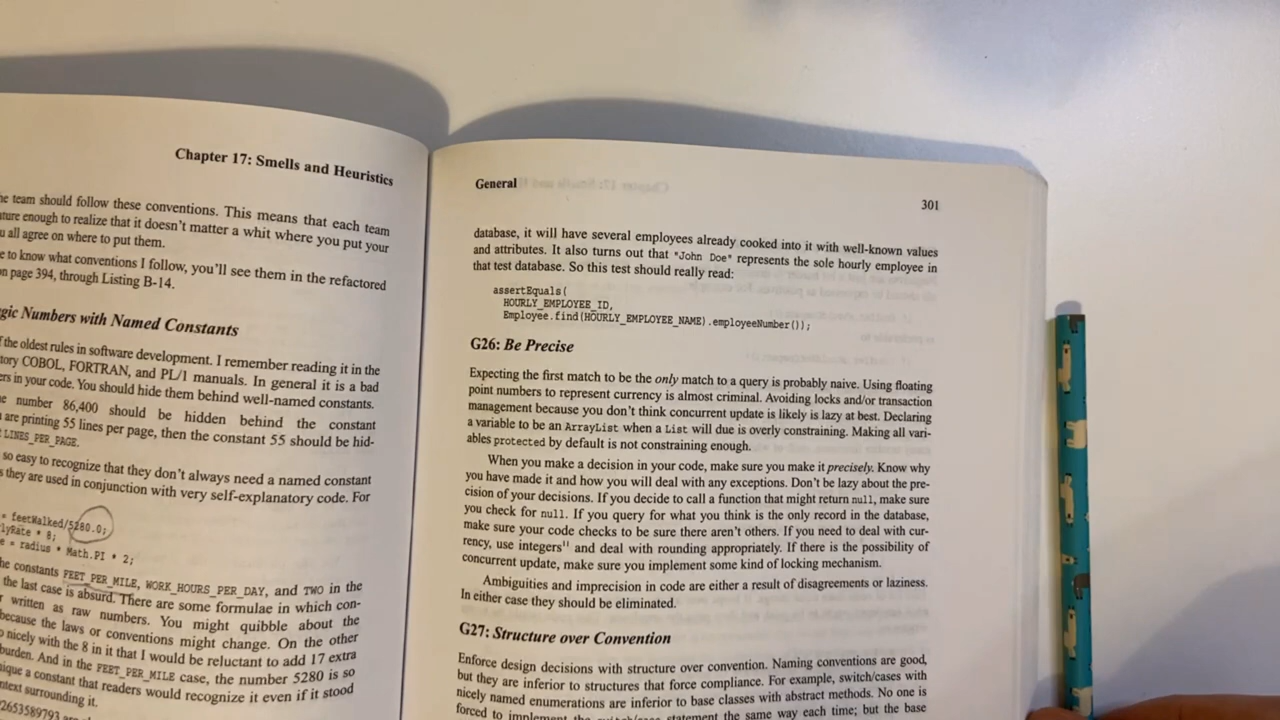 Chapter 17: Smells and Heuristics
he team should follow these conventions. This means that each team
ture enough to realize that it doesn't matter a whit where you put your
u all agree on where to put them.
e to know what conventions I follow, you'll see them in the refactored
n page 394, through Listing B-14.
gic Numbers with Named Constants
f the oldest rules in software development. I remember reading it in the
tory COBOL, FORTRAN, and PL/1 manuals. In general it is a bad
ers in your code. You should hide them behind well-named constants.
e number 86,400 should be hidden behind the constant
are printing 55 lines per page, then the constant 55 should be hid-
LINES_PER_PAGE.
so easy to recognize that they don't always need a named constant
s they are used in conjunction with very self-explanatory code. For
= feetWalked/5280.0;
lyRate * 8;
e = radius * Math.PI * 2;
he constants FEET_PER_MILE, WORK_HOURS_PER_DAY, and TWO in the
the last case is absurd. There are some formulae in which con-
r written as raw numbers. You might quibble about the
because the laws or conventions might change. On the other
o nicely with the 8 in it that I would be reluctant to add 17 extra
burden. And in the FEET_PER_MILE case, the number 5280 is so
nique a constant that readers would recognize it even if it stood
ntext surrounding it.
2653589793
General
301
database, it will have several employees already cooked into it with well-known values
and attributes. It also turns out that "John Doe" represents the sole hourly employee in
that test database. So this test should really read:
assertEquals(
HOURLY_EMPLOYEE_ID,
Employee.find(HOURLY_EMPLOYEE_NAME).employeeNumber());
G26: Be Precise
Expecting the first match to be the only match to a query is probably naive. Using floating
point numbers to represent currency is almost criminal. Avoiding locks and/or transaction
management because you don't think concurrent update is likely is lazy at best. Declaring
a variable to be an ArrayList when a List will due is overly constraining. Making all vari-
ables protected by default is not constraining enough.
When you make a decision in your code, make sure you make it precisely. Know why
you have made it and how you will deal with any exceptions. Don't be lazy about the pre-
cision of your decisions. If you decide to call a function that might return null, make sure
you check for null. If you query for what you think is the only record in the database,
make sure your code checks to be sure there aren't others. If you need to deal with cur-
rency, use integers¹¹ and deal with rounding appropriately. If there is the possibility of
concurrent update, make sure you implement some kind of locking mechanism.
Ambiguities and imprecision in code are either a result of disagreements or laziness.
In either case they should be eliminated.
G27: Structure over Convention
Enforce design decisions with structure over convention. Naming conventions are good,
but they are inferior to structures that force compliance. For example, switch/cases with
nicely named enumerations are inferior to base classes with abstract methods. No one is
forced to implement the switch/case statement the same way each time; but the base